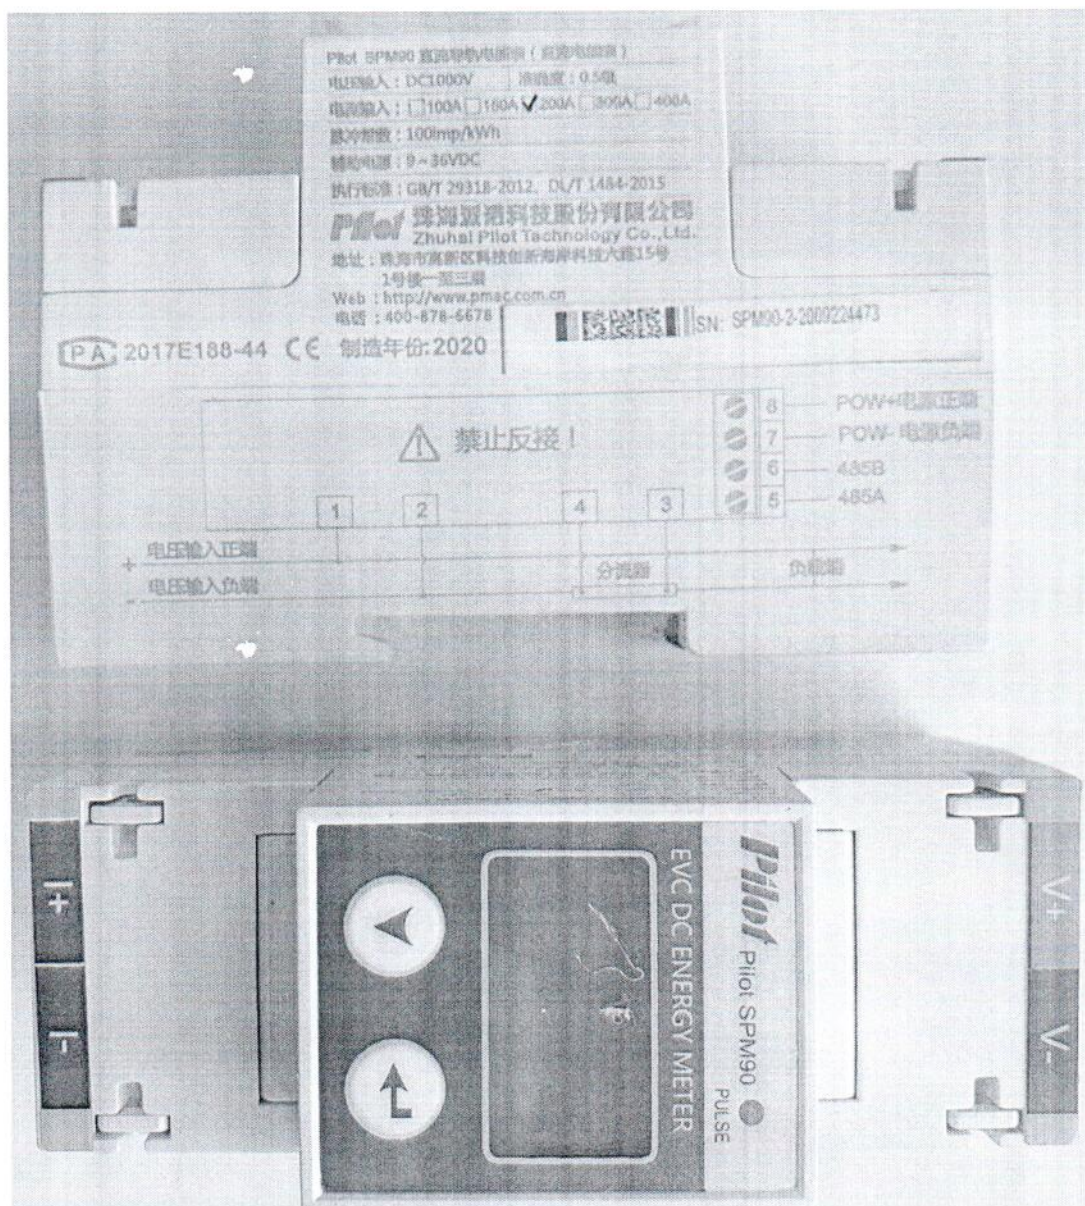 Pilot SPM90 直流导轨电能表（直流电能表）
电压输入：DC1000V 准确度：0.5级
电流输入：☐100A☐150A☑200A☐300A☐400A
脉冲常数：100imp/kWh
辅助电源：9~36VDC
执行标准：GB/T 29318-2012、DL/T 1484-2015
Pilot 珠海派诺科技股份有限公司
Zhuhai Pilot Technology Co.,Ltd.
地址：珠海市高新区科技创新海岸科技六路15号
1号楼一至三层
Web：http://www.pmac.com.cn
电话：400-878-6678
SN: SPM90-2-2009224473
PA 2017E188-44 CE 制造年份:2020
禁止反接！
8 POW+电源正端
7 POW- 电源负端
6 485B
5 485A
1 2 4 3
+ 电压输入正端
- 电压输入负端
分流器 负载端
I+
I-
EVC DC ENERGY METER
Pilot Pilot SPM90
PULSE
V+
V-